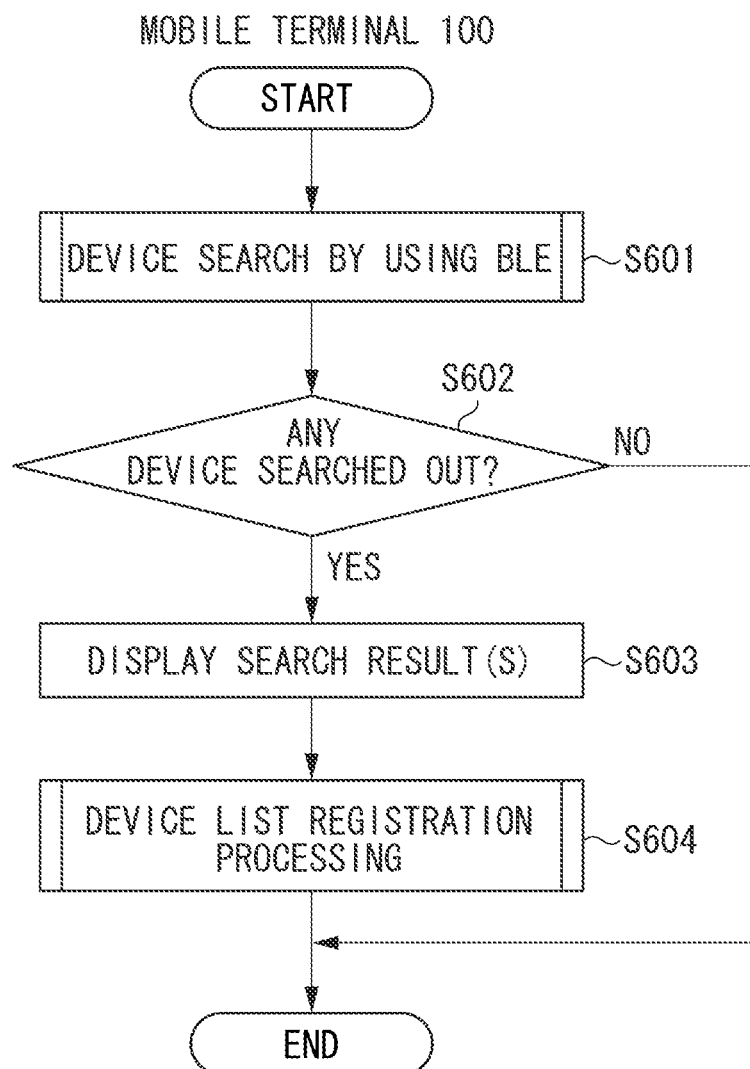 MOBILE TERMINAL 100
START
DEVICE SEARCH BY USING BLE
S601
S602
ANY
DEVICE SEARCHED OUT?
NO
YES
DISPLAY SEARCH RESULT(S)
S603
DEVICE LIST REGISTRATION
PROCESSING
S604
END